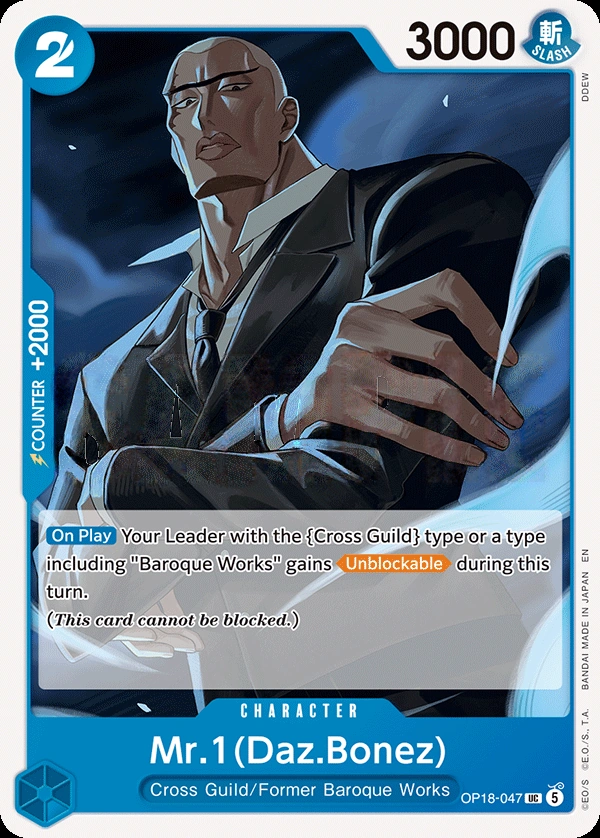 2
3000
斬
SLASH
DDEW
COUNTER +2000
On Play Your Leader with the {Cross Guild} type or a type
including "Baroque Works" gains Unblockable during this
turn.
(This card cannot be blocked.)
CHARACTER
Mr.1(Daz.Bonez)
Cross Guild/Former Baroque Works
OP18-047 UC 5
©E.O/S ©E.O./S., T.A. BANDAI MADE IN JAPAN EN